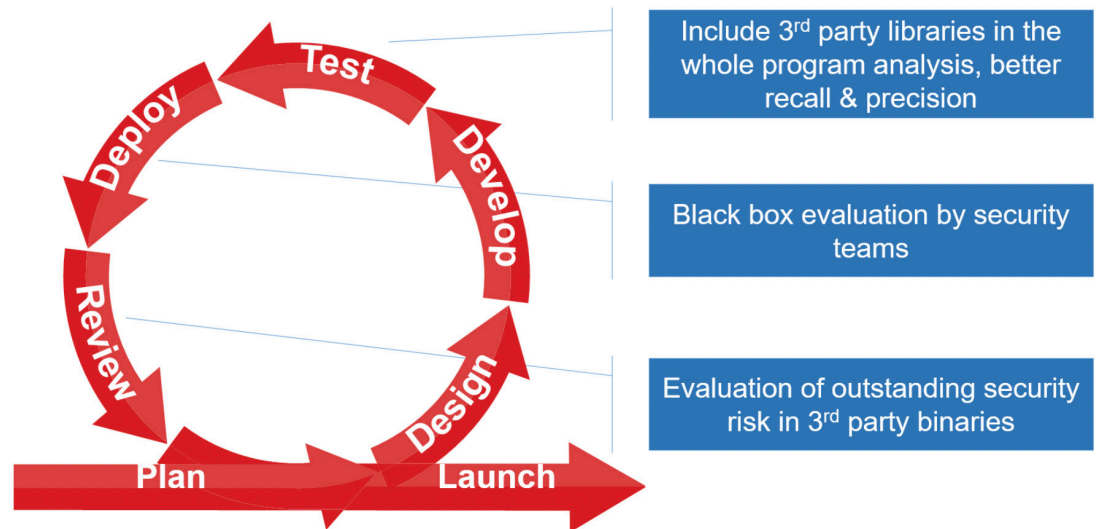 Test
Deploy
Develop
Review
Design
Plan
Launch
Include 3rd party libraries in the
whole program analysis, better
recall & precision
Black box evaluation by security
teams
Evaluation of outstanding security
risk in 3rd party binaries